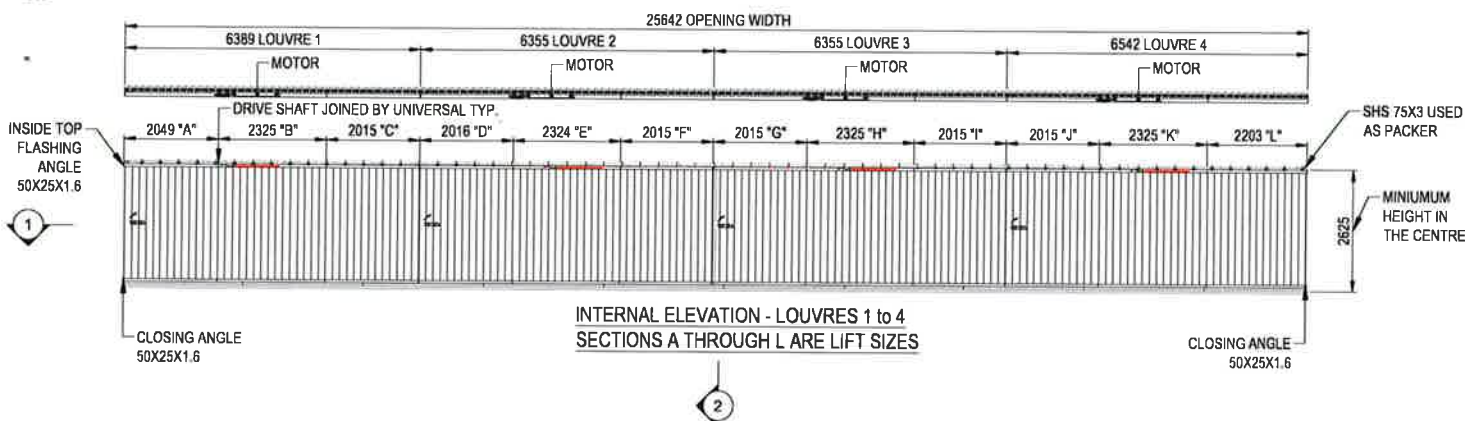 25642 OPENING WIDTH
6389 LOUVRE 1
6355 LOUVRE 2
6355 LOUVRE 3
6542 LOUVRE 4
MOTOR
MOTOR
MOTOR
MOTOR
DRIVE SHAFT JOINED BY UNIVERSAL TYP.
INSIDE TOP
FLASHING
ANGLE
50X25X1.6
2049 "A"
2325 "B"
2015 "C"
2016 "D"
2324 "E"
2015 "F"
2015 "G"
2325 "H"
2015 "I"
2015 "J"
2325 "K"
2203 "L"
SHS 75X3 USED
AS PACKER
1
2625
MINIUMUM
HEIGHT IN
THE CENTRE
CLOSING ANGLE
50X25X1.6
INTERNAL ELEVATION - LOUVRES 1 to 4
SECTIONS A THROUGH L ARE LIFT SIZES
CLOSING ANGLE
50X25X1.6
2